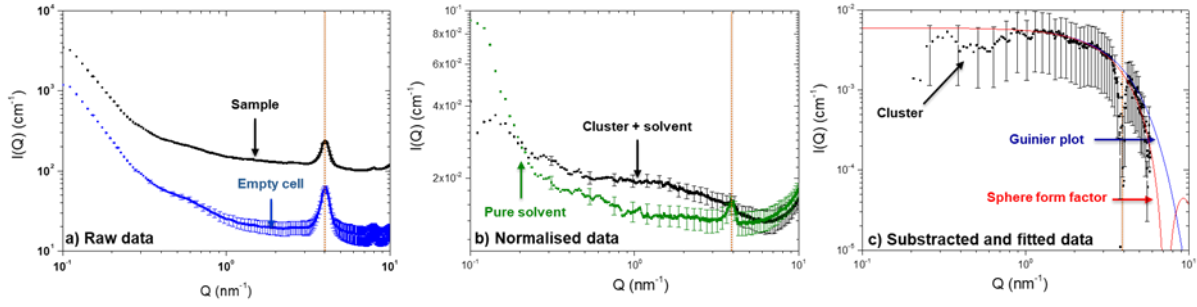 10⁴
10³
10²
10¹
I(Q) (cm⁻¹)
Sample
Empty cell
a) Raw data
10⁻¹ 10⁰ 10¹
Q (nm⁻¹)
10⁻¹
8x10⁻²
6x10⁻²
4x10⁻²
2x10⁻²
I(Q) (cm⁻¹)
Cluster + solvent
Pure solvent
b) Normalised data
10⁻¹ 10⁰ 10¹
Q (nm⁻¹)
10⁻²
10⁻³
10⁻⁴
10⁻⁵
I(Q) (cm⁻¹)
Cluster
Guinier plot
Sphere form factor
c) Substracted and fitted data
10⁻¹ 10⁰ 10¹
Q (nm⁻¹)